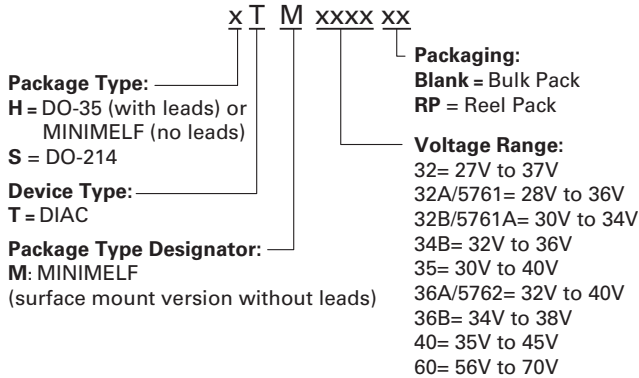 x T M xxxx xx
Package Type:
H = DO-35 (with leads) or
MINIMELF (no leads)
S = DO-214
Device Type:
T = DIAC
Package Type Designator:
M: MINIMELF
(surface mount version without leads)
Packaging:
Blank = Bulk Pack
RP = Reel Pack
Voltage Range:
32= 27V to 37V
32A/5761= 28V to 36V
32B/5761A= 30V to 34V
34B= 32V to 36V
35= 30V to 40V
36A/5762= 32V to 40V
36B= 34V to 38V
40= 35V to 45V
60= 56V to 70V